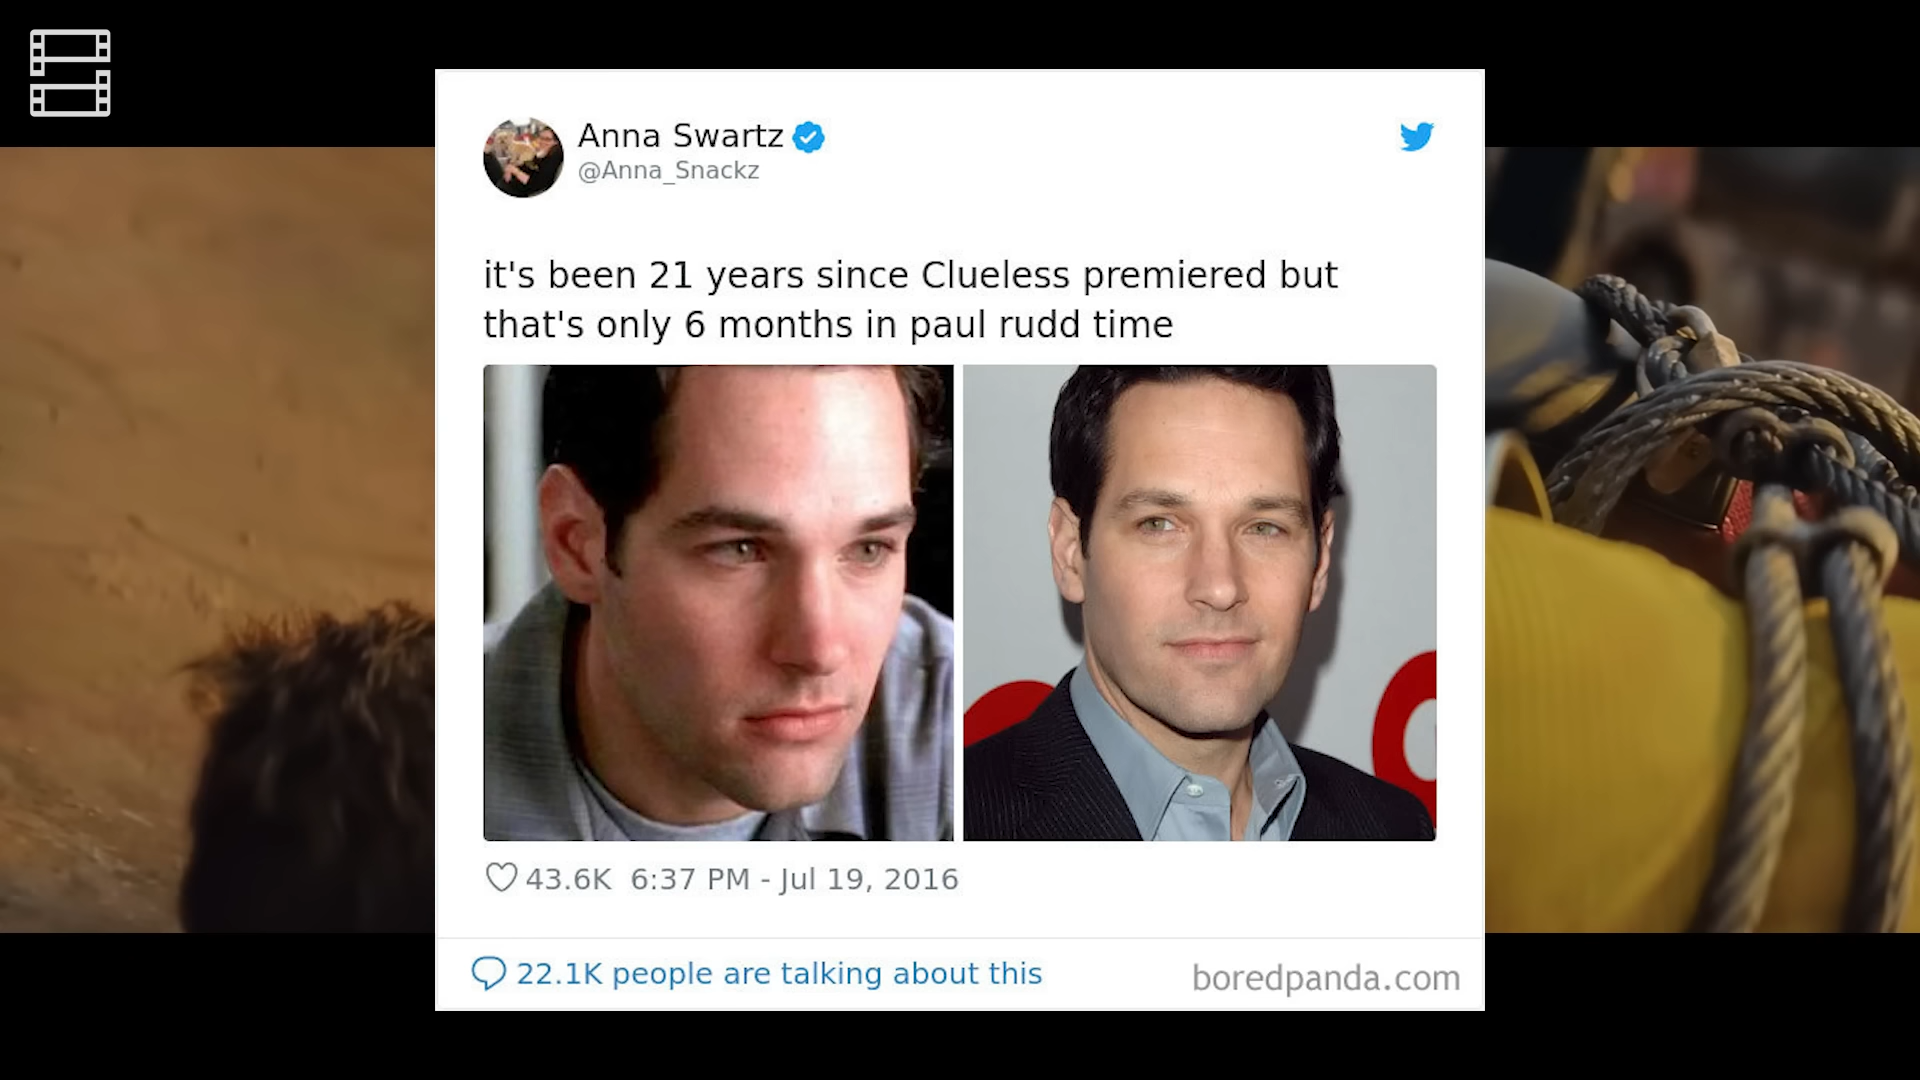 Anna Swartz
@Anna_Snackz
it's been 21 years since Clueless premiered but
that's only 6 months in paul rudd time
43.6K 6:37 PM - Jul 19, 2016
22.1K people are talking about this
boredpanda.com